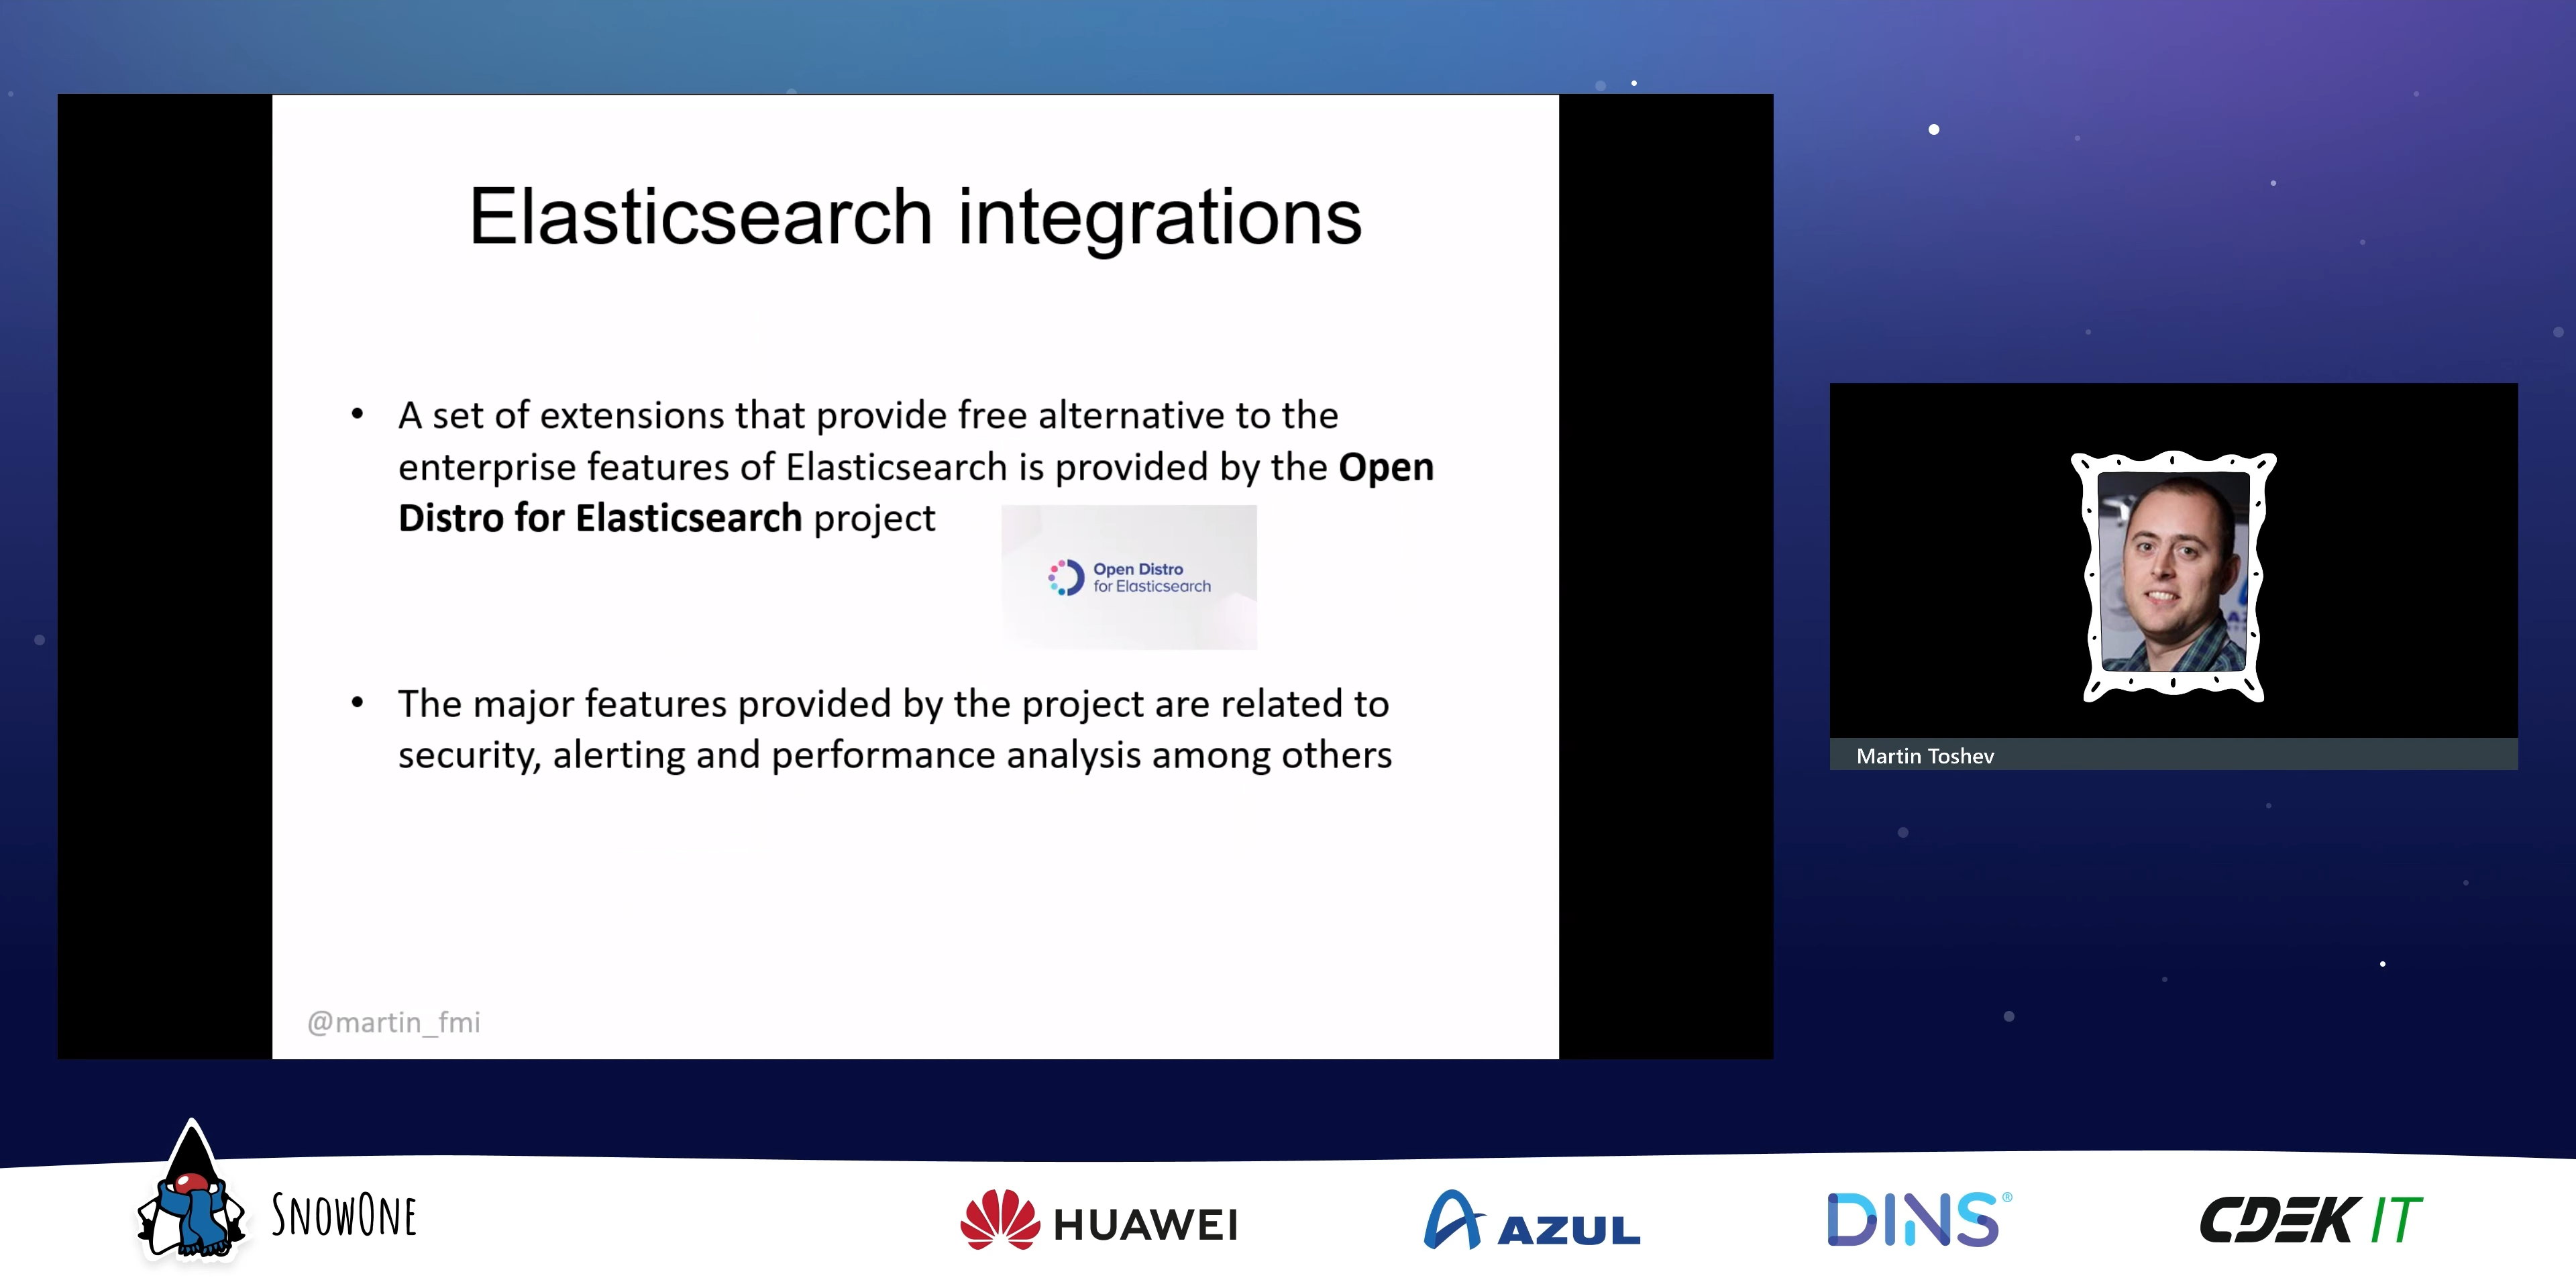 Elasticsearch integrations
• A set of extensions that provide free alternative to the
enterprise features of Elasticsearch is provided by the Open
Distro for Elasticsearch project
Open Distro
for Elasticsearch
• The major features provided by the project are related to
security, alerting and performance analysis among others
@martin_fmi
Martin Toshev
SNOWONE
HUAWEI
AZUL
DINS®
CDEK IT